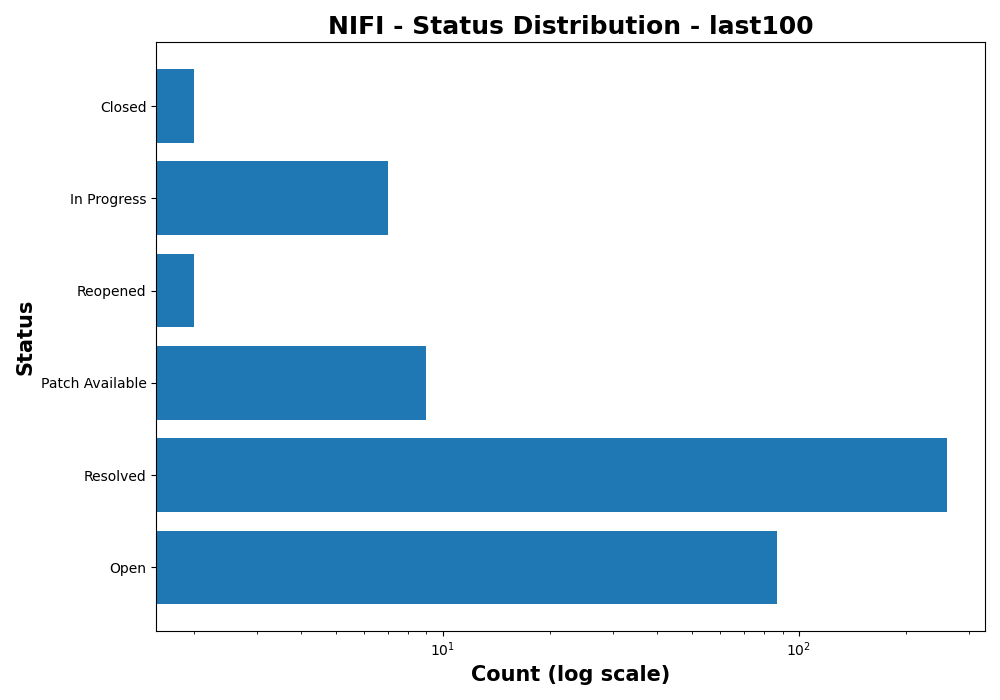 NIFI - Status Distribution - last100
Closed
In Progress
Reopened
Patch Available
Resolved
Open
Status
10¹
10²
Count (log scale)